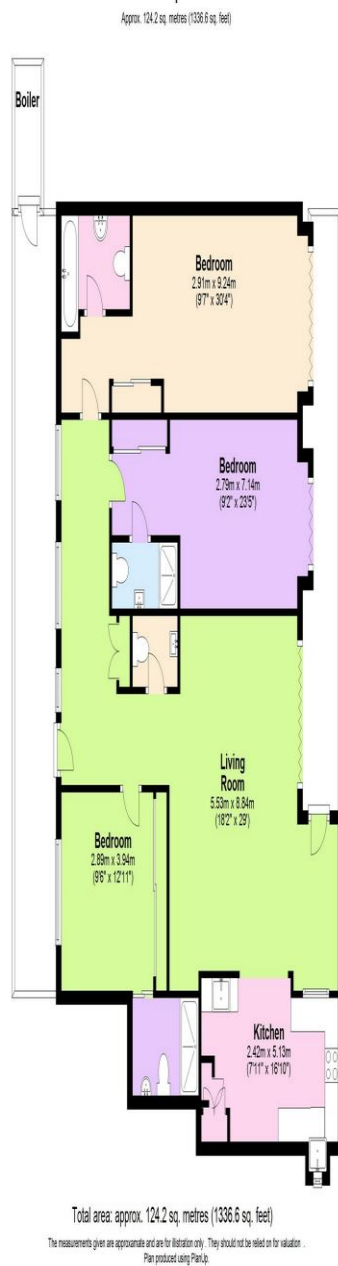 Approx. 124.2 sq. metres (1336.6 sq. feet)
Boiler
Bedroom
2.91m x 9.24m
(9'7" x 30'4")
Bedroom
2.79m x 7.14m
(9'2" x 23'5")
Living
Room
5.53m x 8.84m
(18'2" x 29')
Bedroom
2.89m x 3.94m
(9'6" x 12'11")
Kitchen
2.42m x 5.13m
(7'11" x 16'10")
Total area: approx. 124.2 sq. metres (1336.6 sq. feet)
The measurements given are approxamate and are for illistration only . They should not be relied on for valuation .
Plan produced using PlanUp.